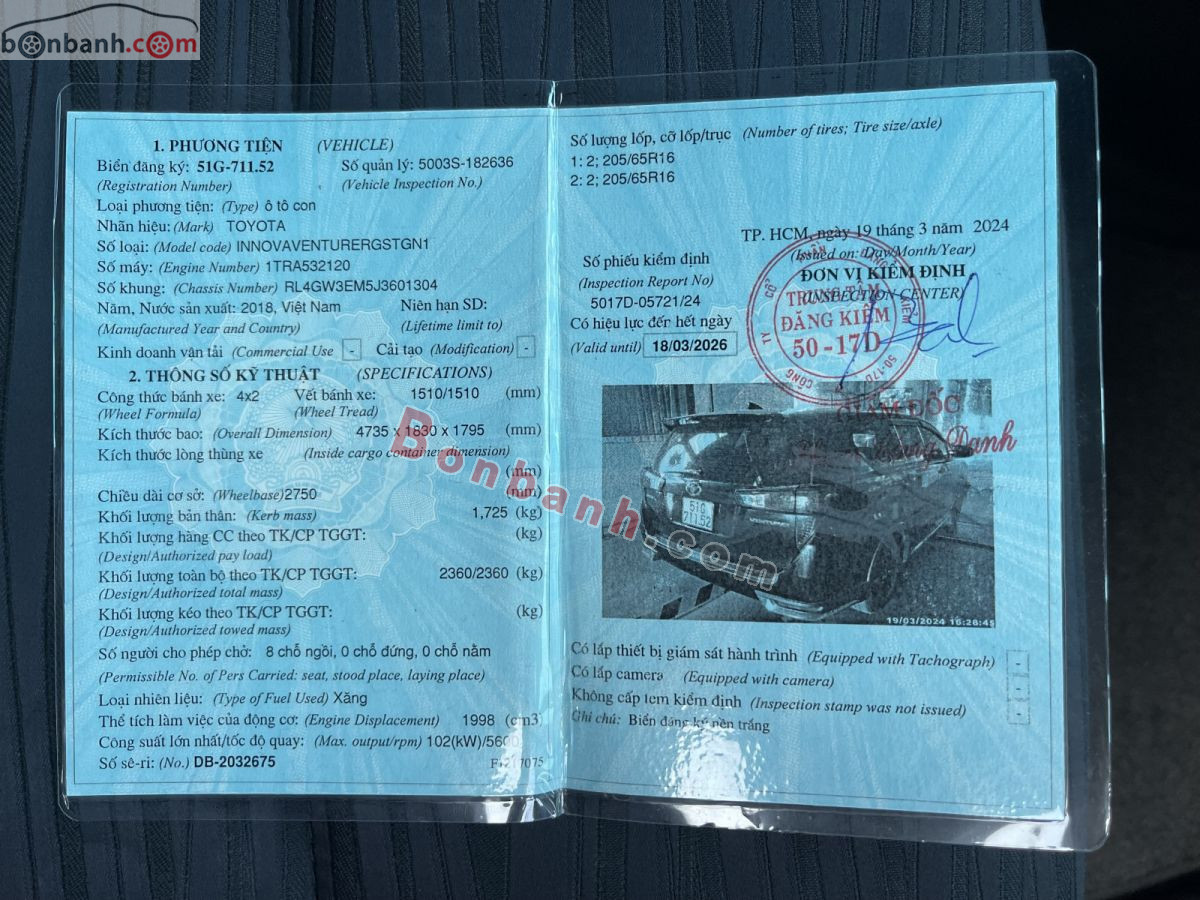 bonbanh.com
1. PHƯƠNG TIỆN (VEHICLE)
Biển đăng ký: 51G-711.52 Số quản lý: 5003S-182636
(Registration Number) (Vehicle Inspection No.)
Loại phương tiện: (Type) ô tô con
Nhãn hiệu: (Mark) TOYOTA
Số loại: (Model code) INNOVAVENTURERGSTGN1
Số máy: (Engine Number) 1TRA532120
Số khung: (Chassis Number) RL4GW3EM5J3601304
Năm, Nước sản xuất: 2018, Việt Nam Niên hạn SD:
(Manufactured Year and Country) (Lifetime limit to)
Kinh doanh vận tải (Commercial Use - Cải tạo (Modification) -
2. THÔNG SỐ KỸ THUẬT (SPECIFICATIONS)
Công thức bánh xe: 4x2 Vết bánh xe: 1510/1510 (mm)
(Wheel Formula) (Wheel Tread)
Kích thước bao: (Overall Dimension) 4735 x 1830 x 1795 (mm)
Kích thước lòng thùng xe (Inside cargo container dimension)
(mm)
Chiều dài cơ sở: (Wheelbase) 2750 (mm)
Khối lượng bản thân: (Kerb mass) 1,725 (kg)
Khối lượng hàng CC theo TK/CP TGGT: (kg)
(Design/Authorized pay load)
Khối lượng toàn bộ theo TK/CP TGGT: 2360/2360 (kg)
(Design/Authorized total mass)
Khối lượng kéo theo TK/CP TGGT: (kg)
(Design/Authorized towed mass)
Số người cho phép chở: 8 chỗ ngồi, 0 chỗ đứng, 0 chỗ nằm
(Permissible No. of Pers Carried: seat, stood place, laying place)
Loại nhiên liệu: (Type of Fuel Used) Xăng
Thể tích làm việc của động cơ: (Engine Displacement) 1998 (cm3)
Công suất lớn nhất/tốc độ quay: (Max. output/rpm) 102(kW)/5600
Số sê-ri: (No.) DB-2032675
Số lượng lốp, cỡ lốp/trục (Number of tires; Tire size/axle)
1: 2; 205/65R16
2: 2; 205/65R16
TP. HCM, ngày 19 tháng 3 năm 2024
(Issued on: Day/Month/Year)
Số phiếu kiểm định
(Inspection Report No)
5017D-05721/24
Có hiệu lực đến hết ngày
(Valid until) 18/03/2026
ĐƠN VỊ KIỂM ĐỊNH
(INSPECTION CENTER)
TRUNG TÂM
ĐĂNG KIỂM
50-17D
GIÁM ĐỐC
Danh
51G
711.52
19/03/2024 16:28:45
Bonbanh.com
Có lắp thiết bị giám sát hành trình (Equipped with Tachograph) -
Có lắp camera (Equipped with camera) -
Không cấp tem kiểm định (Inspection stamp was not issued) -
Ghi chú: Biển đăng ký nền trắng